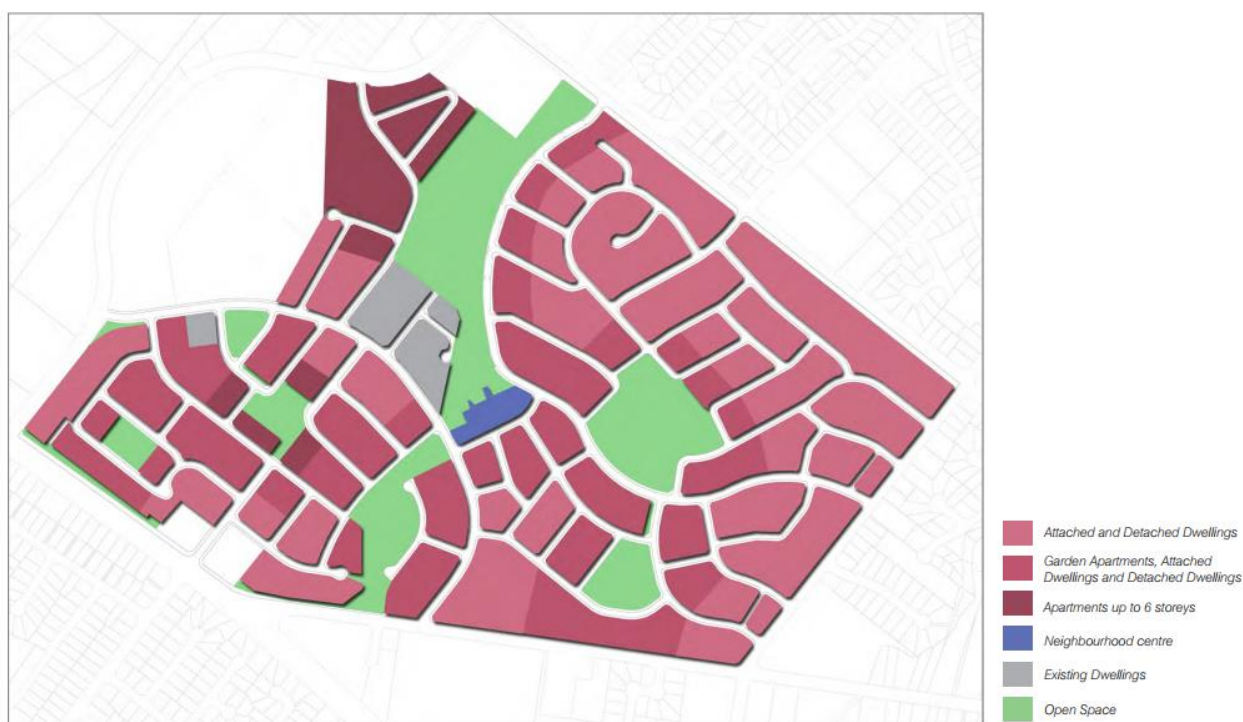 Attached and Detached Dwellings
Garden Apartments, Attached
Dwellings and Detached Dwellings
Apartments up to 6 storeys
Neighbourhood centre
Existing Dwellings
Open Space